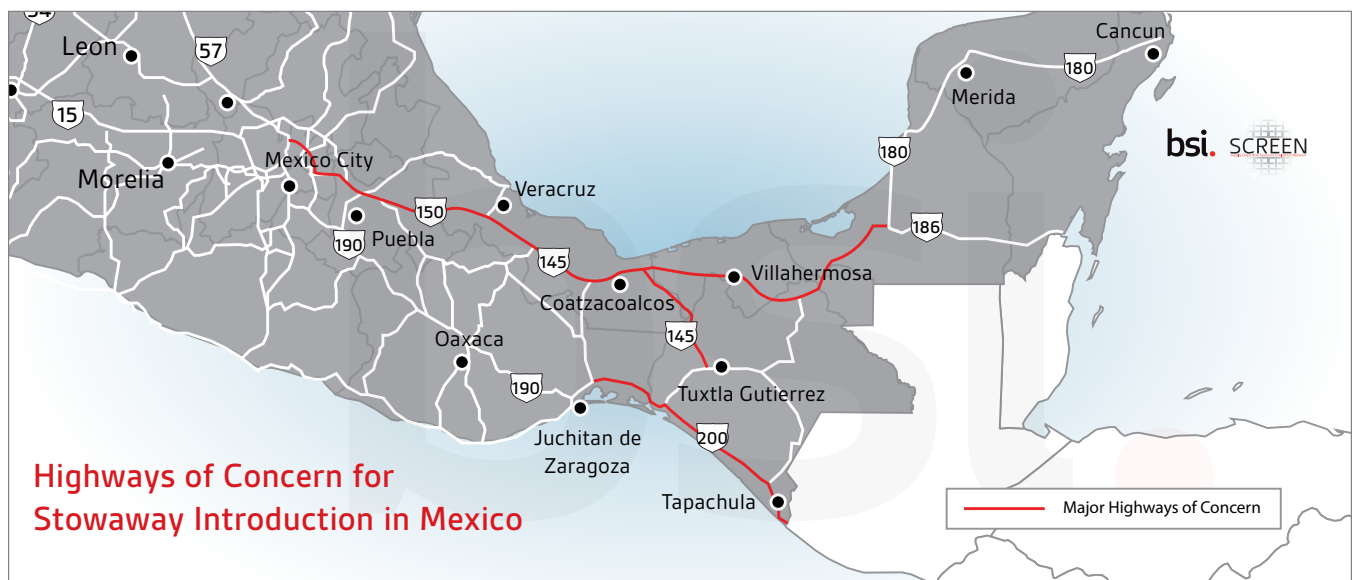 54
Leon
57
Cancun
180
Merida
15
180
bsi. SCREEN
Mexico City
Morelia
Veracruz
150
190
Puebla
186
145
Villahermosa
Coatzacoalcos
145
Oaxaca
190
Tuxtla Gutierrez
Juchitan de
Zaragoza
200
Tapachula
Highways of Concern for
Stowaway Introduction in Mexico
Major Highways of Concern